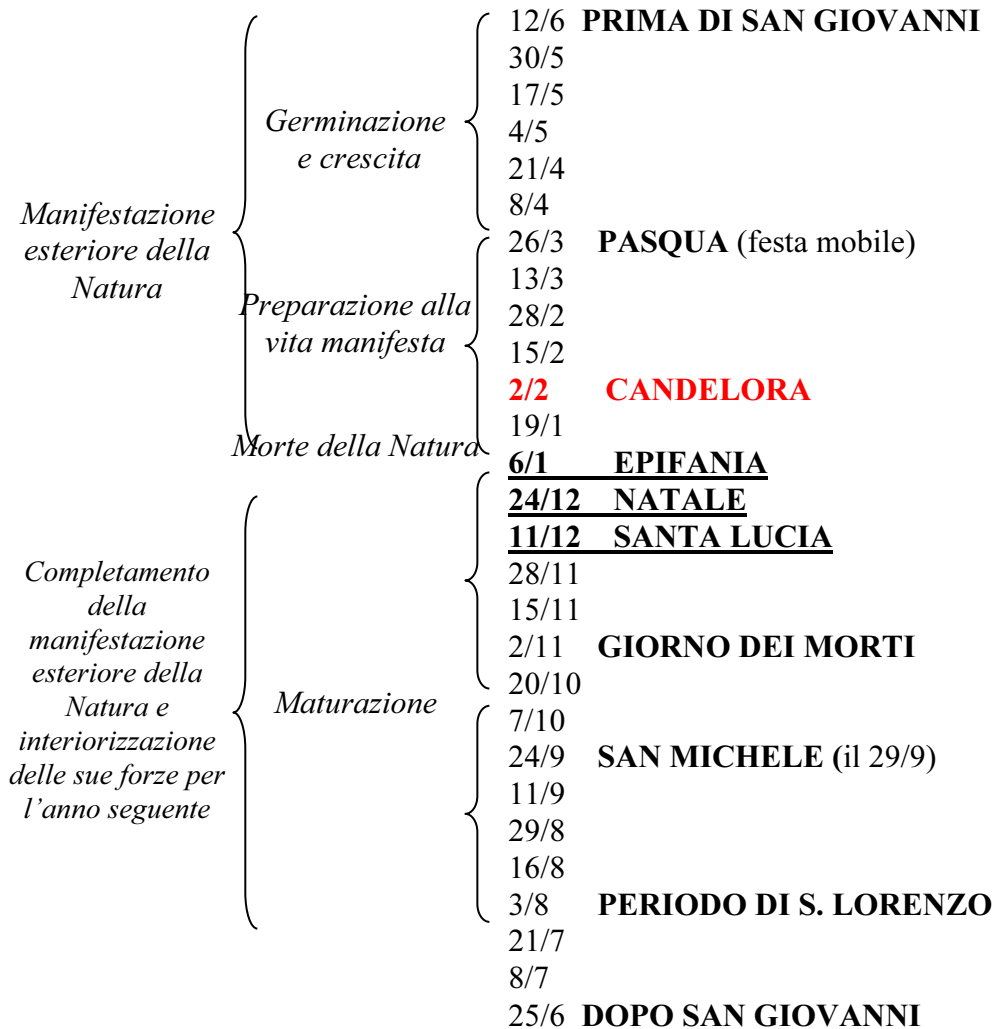 12/6 PRIMA DI SAN GIOVANNI
30/5
17/5
4/5
21/4
8/4
26/3 PASQUA (festa mobile)
13/3
28/2
15/2
2/2 CANDELORA
19/1
6/1 EPIFANIA
24/12 NATALE
11/12 SANTA LUCIA
28/11
15/11
2/11 GIORNO DEI MORTI
20/10
7/10
24/9 SAN MICHELE (il 29/9)
11/9
29/8
16/8
3/8 PERIODO DI S. LORENZO
21/7
8/7
25/6 DOPO SAN GIOVANNI
Germinazione
e crescita
Preparazione alla
vita manifesta
Morte della Natura
Maturazione
Manifestazione
esteriore della
Natura
Completamento
della
manifestazione
esteriore della
Natura e
interiorizzazione
delle sue forze per
l’anno seguente